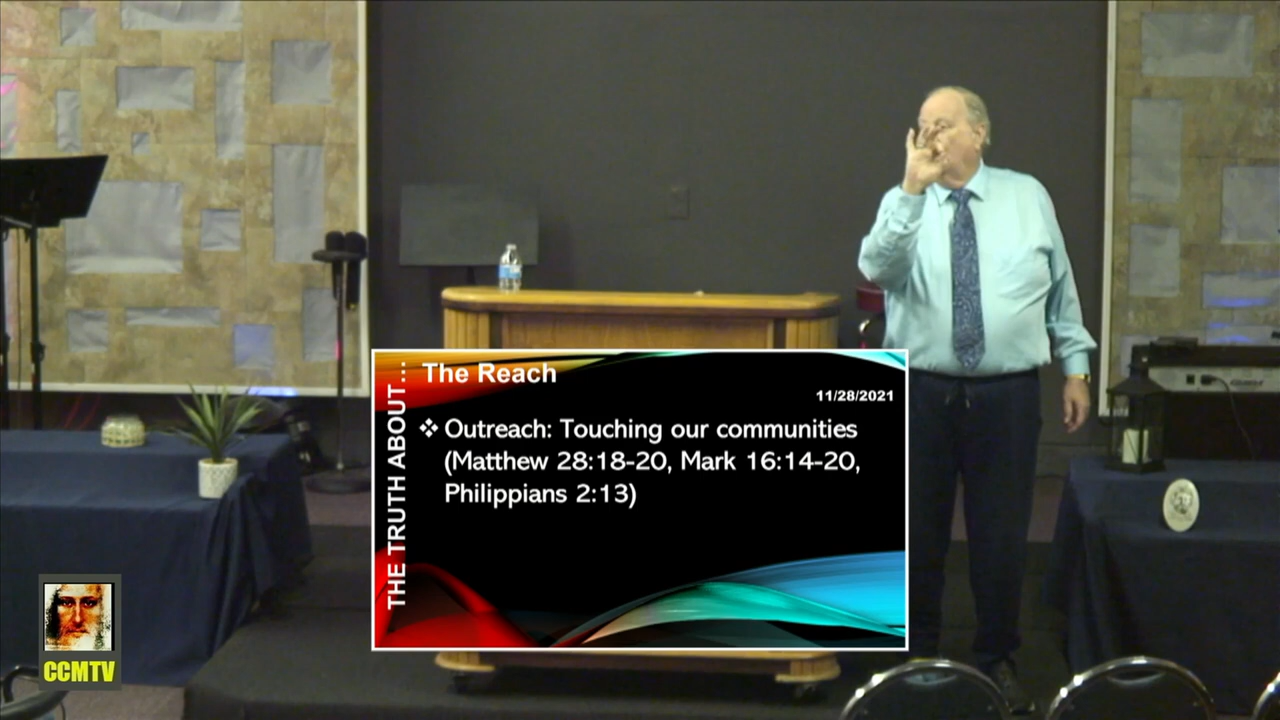 THE TRUTH ABOUT...
The Reach
11/28/2021
❖ Outreach: Touching our communities
(Matthew 28:18-20, Mark 16:14-20,
Philippians 2:13)
CCMTV